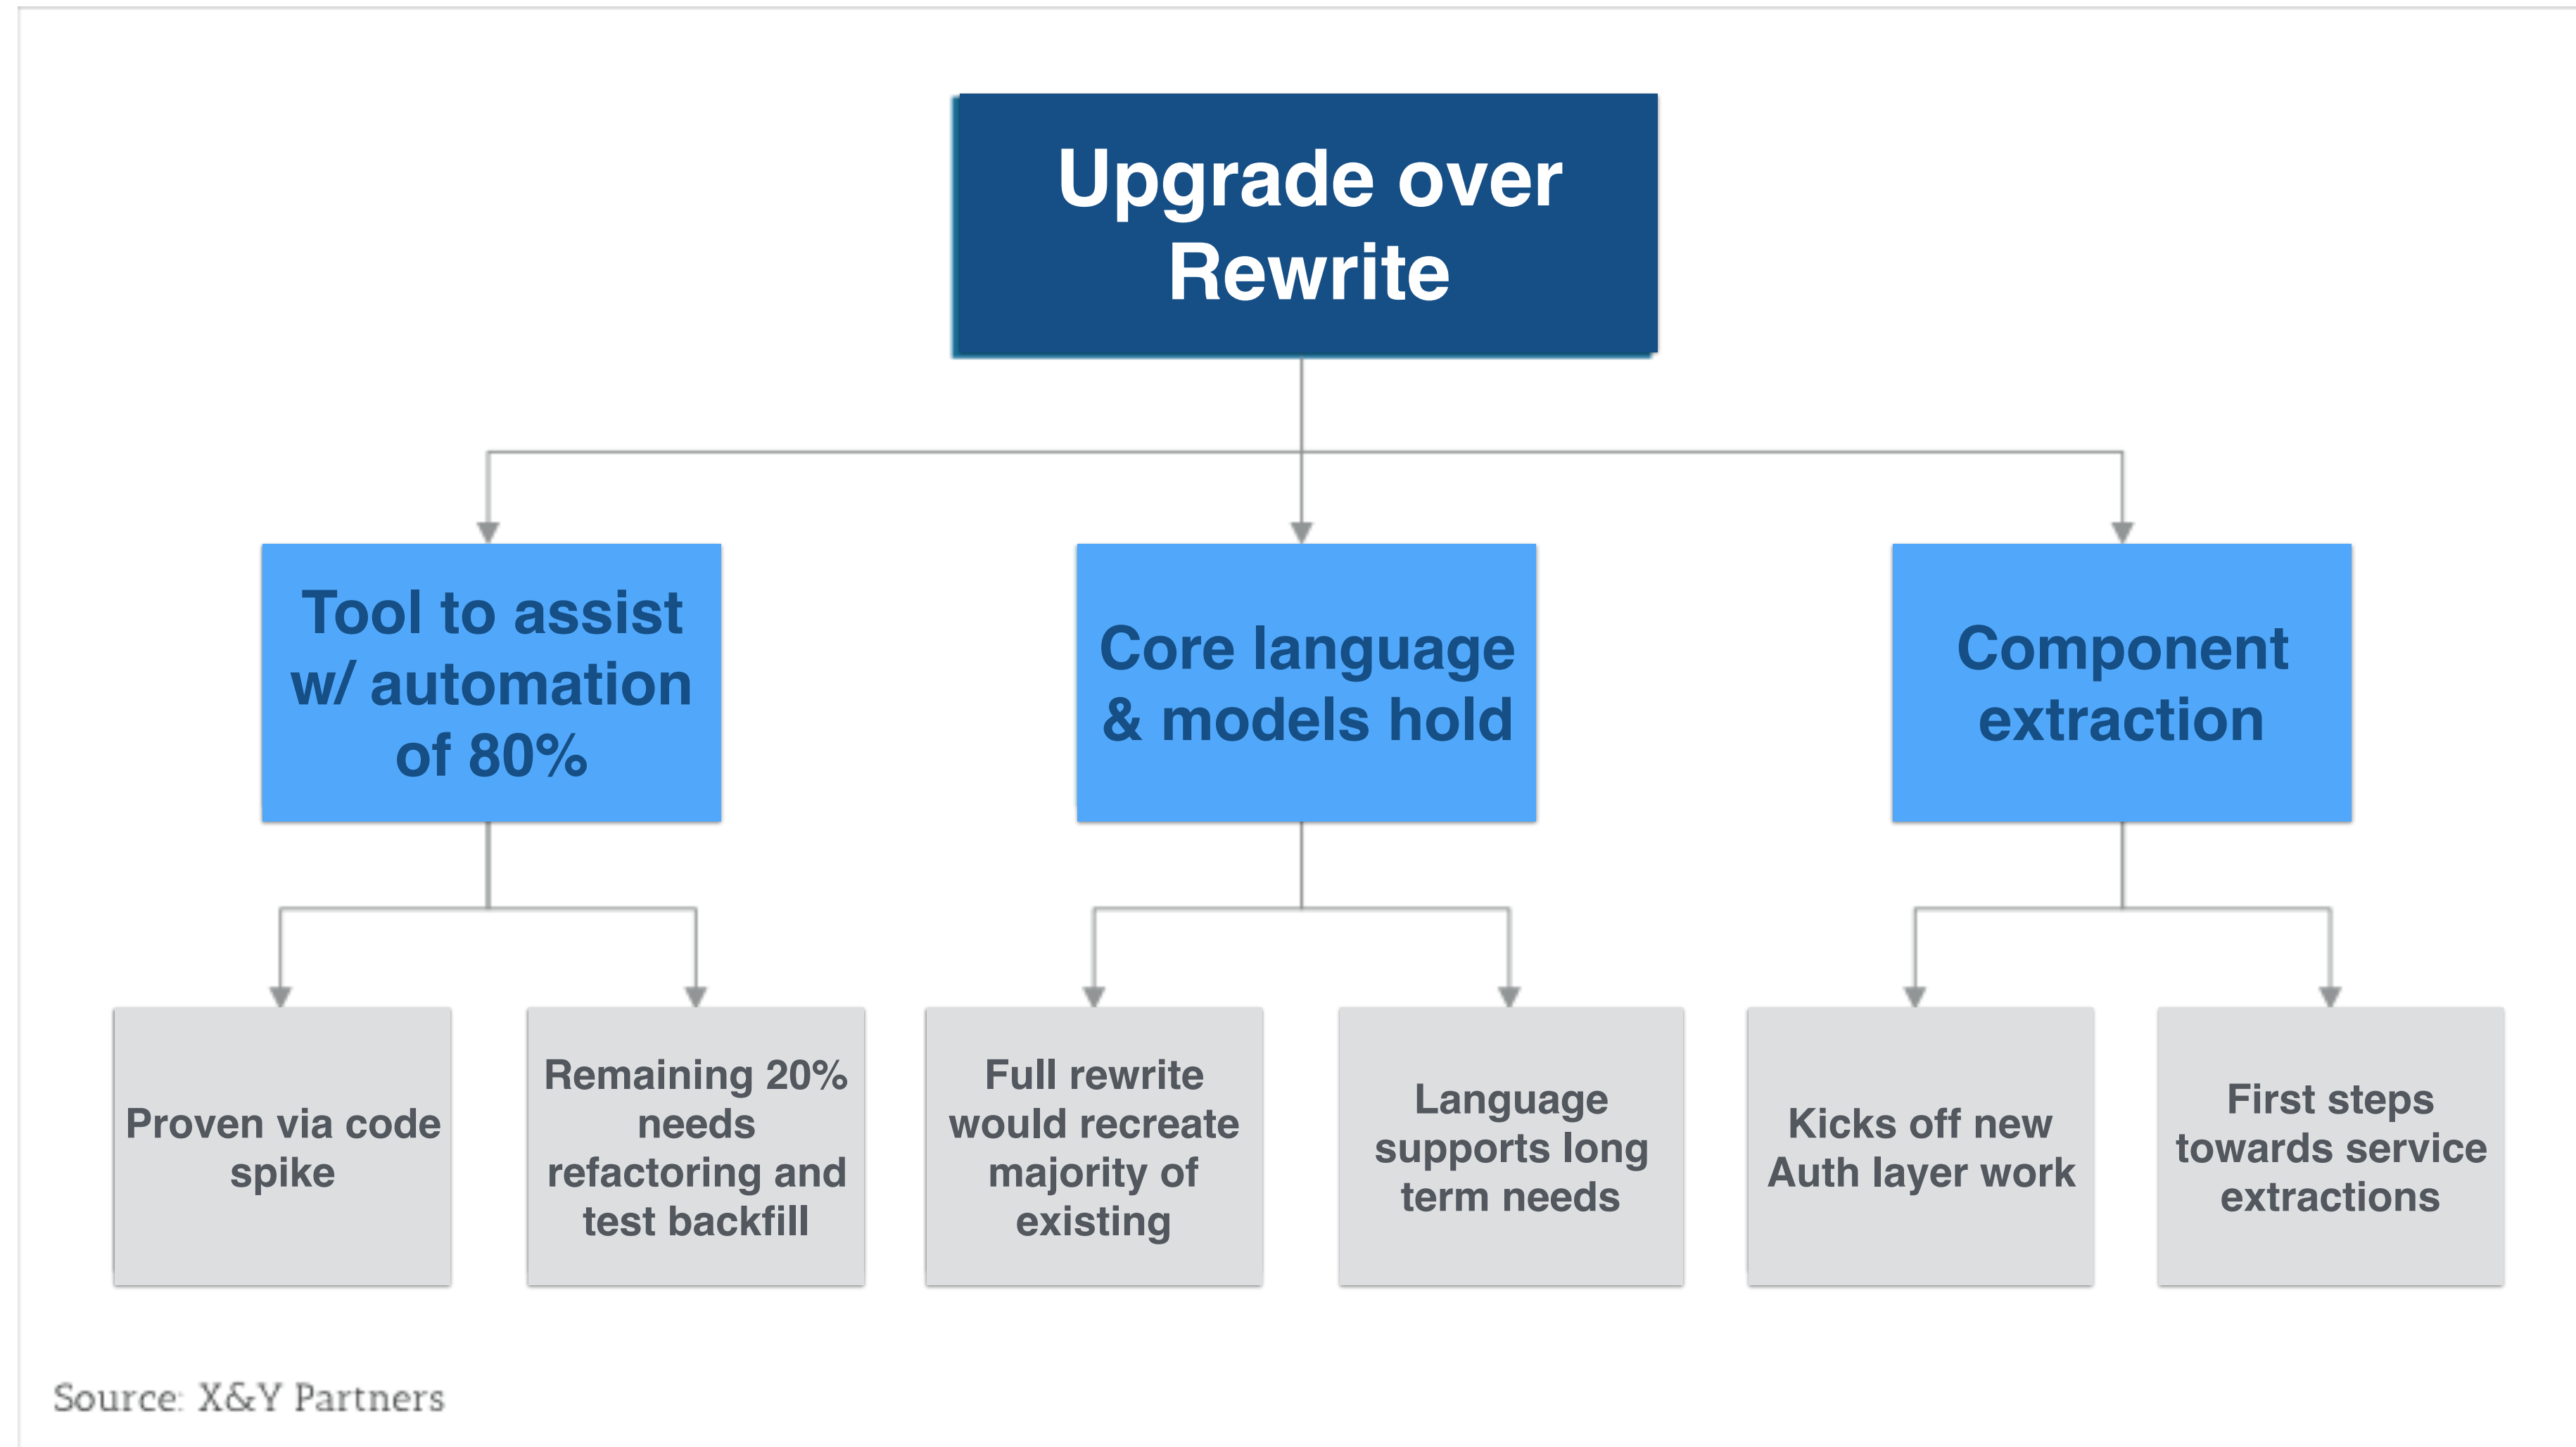 Upgrade over
Rewrite
Tool to assist
w/ automation
of 80%
Core language
& models hold
Component
extraction
Proven via code
spike
Remaining 20%
needs
refactoring and
test backfill
Full rewrite
would recreate
majority of
existing
Language
supports long
term needs
Kicks off new
Auth layer work
First steps
towards service
extractions
Source: X&Y Partners